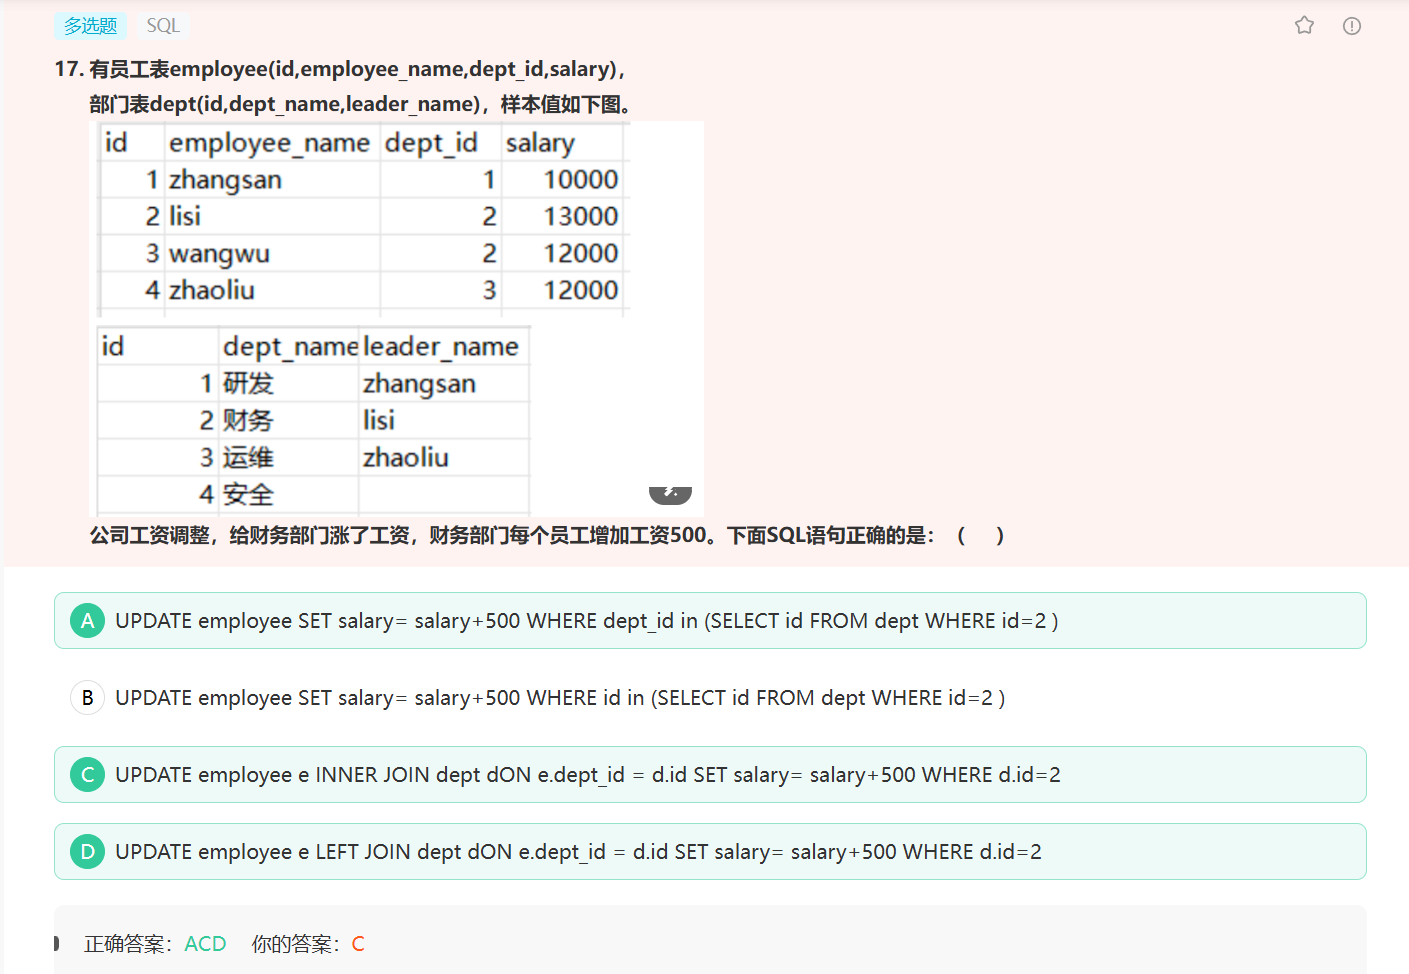 多选题 SQL
17. 有员工表employee(id,employee_name,dept_id,salary)，
部门表dept(id,dept_name,leader_name)，样本值如下图。
id employee_name dept_id salary
1 zhangsan 1 10000
2 lisi 2 13000
3 wangwu 2 12000
4 zhaoliu 3 12000
id dept_name leader_name
1 研发 zhangsan
2 财务 lisi
3 运维 zhaoliu
4 安全
公司工资调整，给财务部门涨了工资，财务部门每个员工增加工资500。下面SQL语句正确的是：（ ）
A UPDATE employee SET salary= salary+500 WHERE dept_id in (SELECT id FROM dept WHERE id=2 )
B UPDATE employee SET salary= salary+500 WHERE id in (SELECT id FROM dept WHERE id=2 )
C UPDATE employee e INNER JOIN dept dON e.dept_id = d.id SET salary= salary+500 WHERE d.id=2
D UPDATE employee e LEFT JOIN dept dON e.dept_id = d.id SET salary= salary+500 WHERE d.id=2
正确答案：ACD 你的答案：C